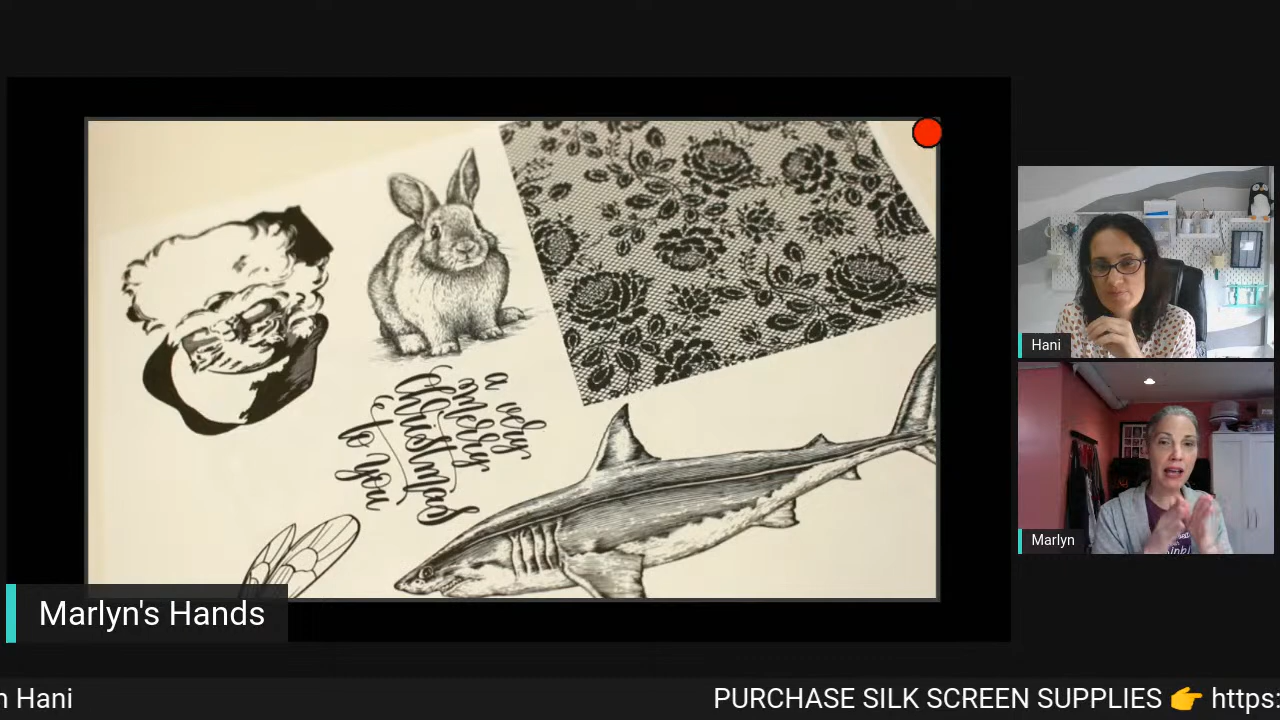 a very
merry
christmas
to you
Hani
Marlyn
Marlyn's Hands
n Hani
PURCHASE SILK SCREEN SUPPLIES 👉 https: